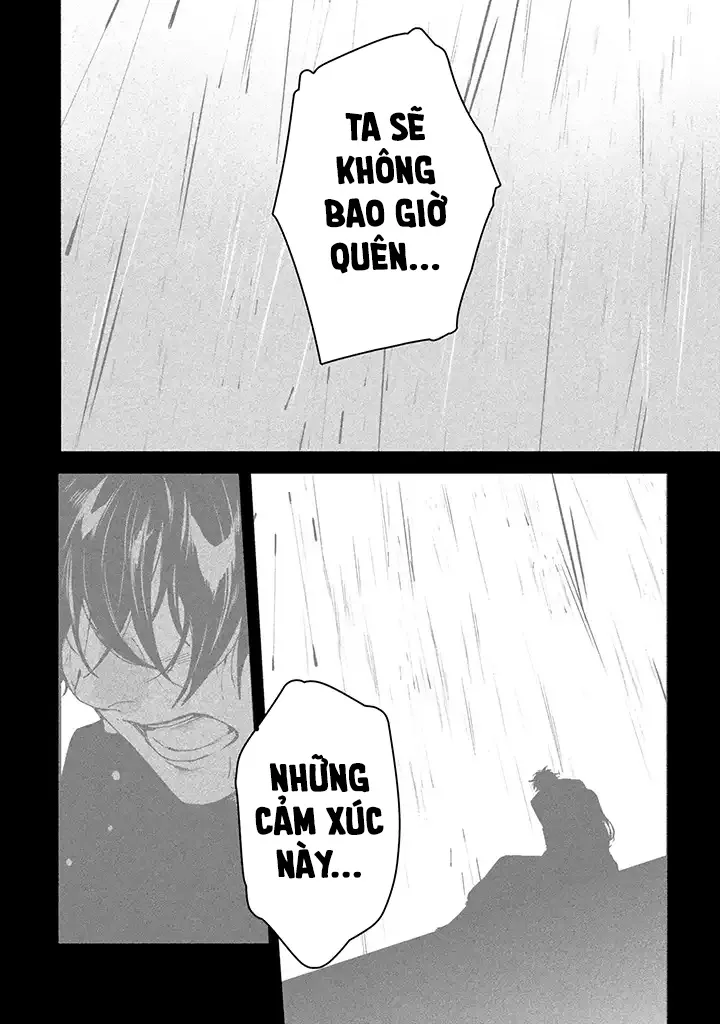 TA SẼ
KHÔNG
BAO GIỜ
QUÊN...
NHỮNG
CẢM XÚC
NÀY...